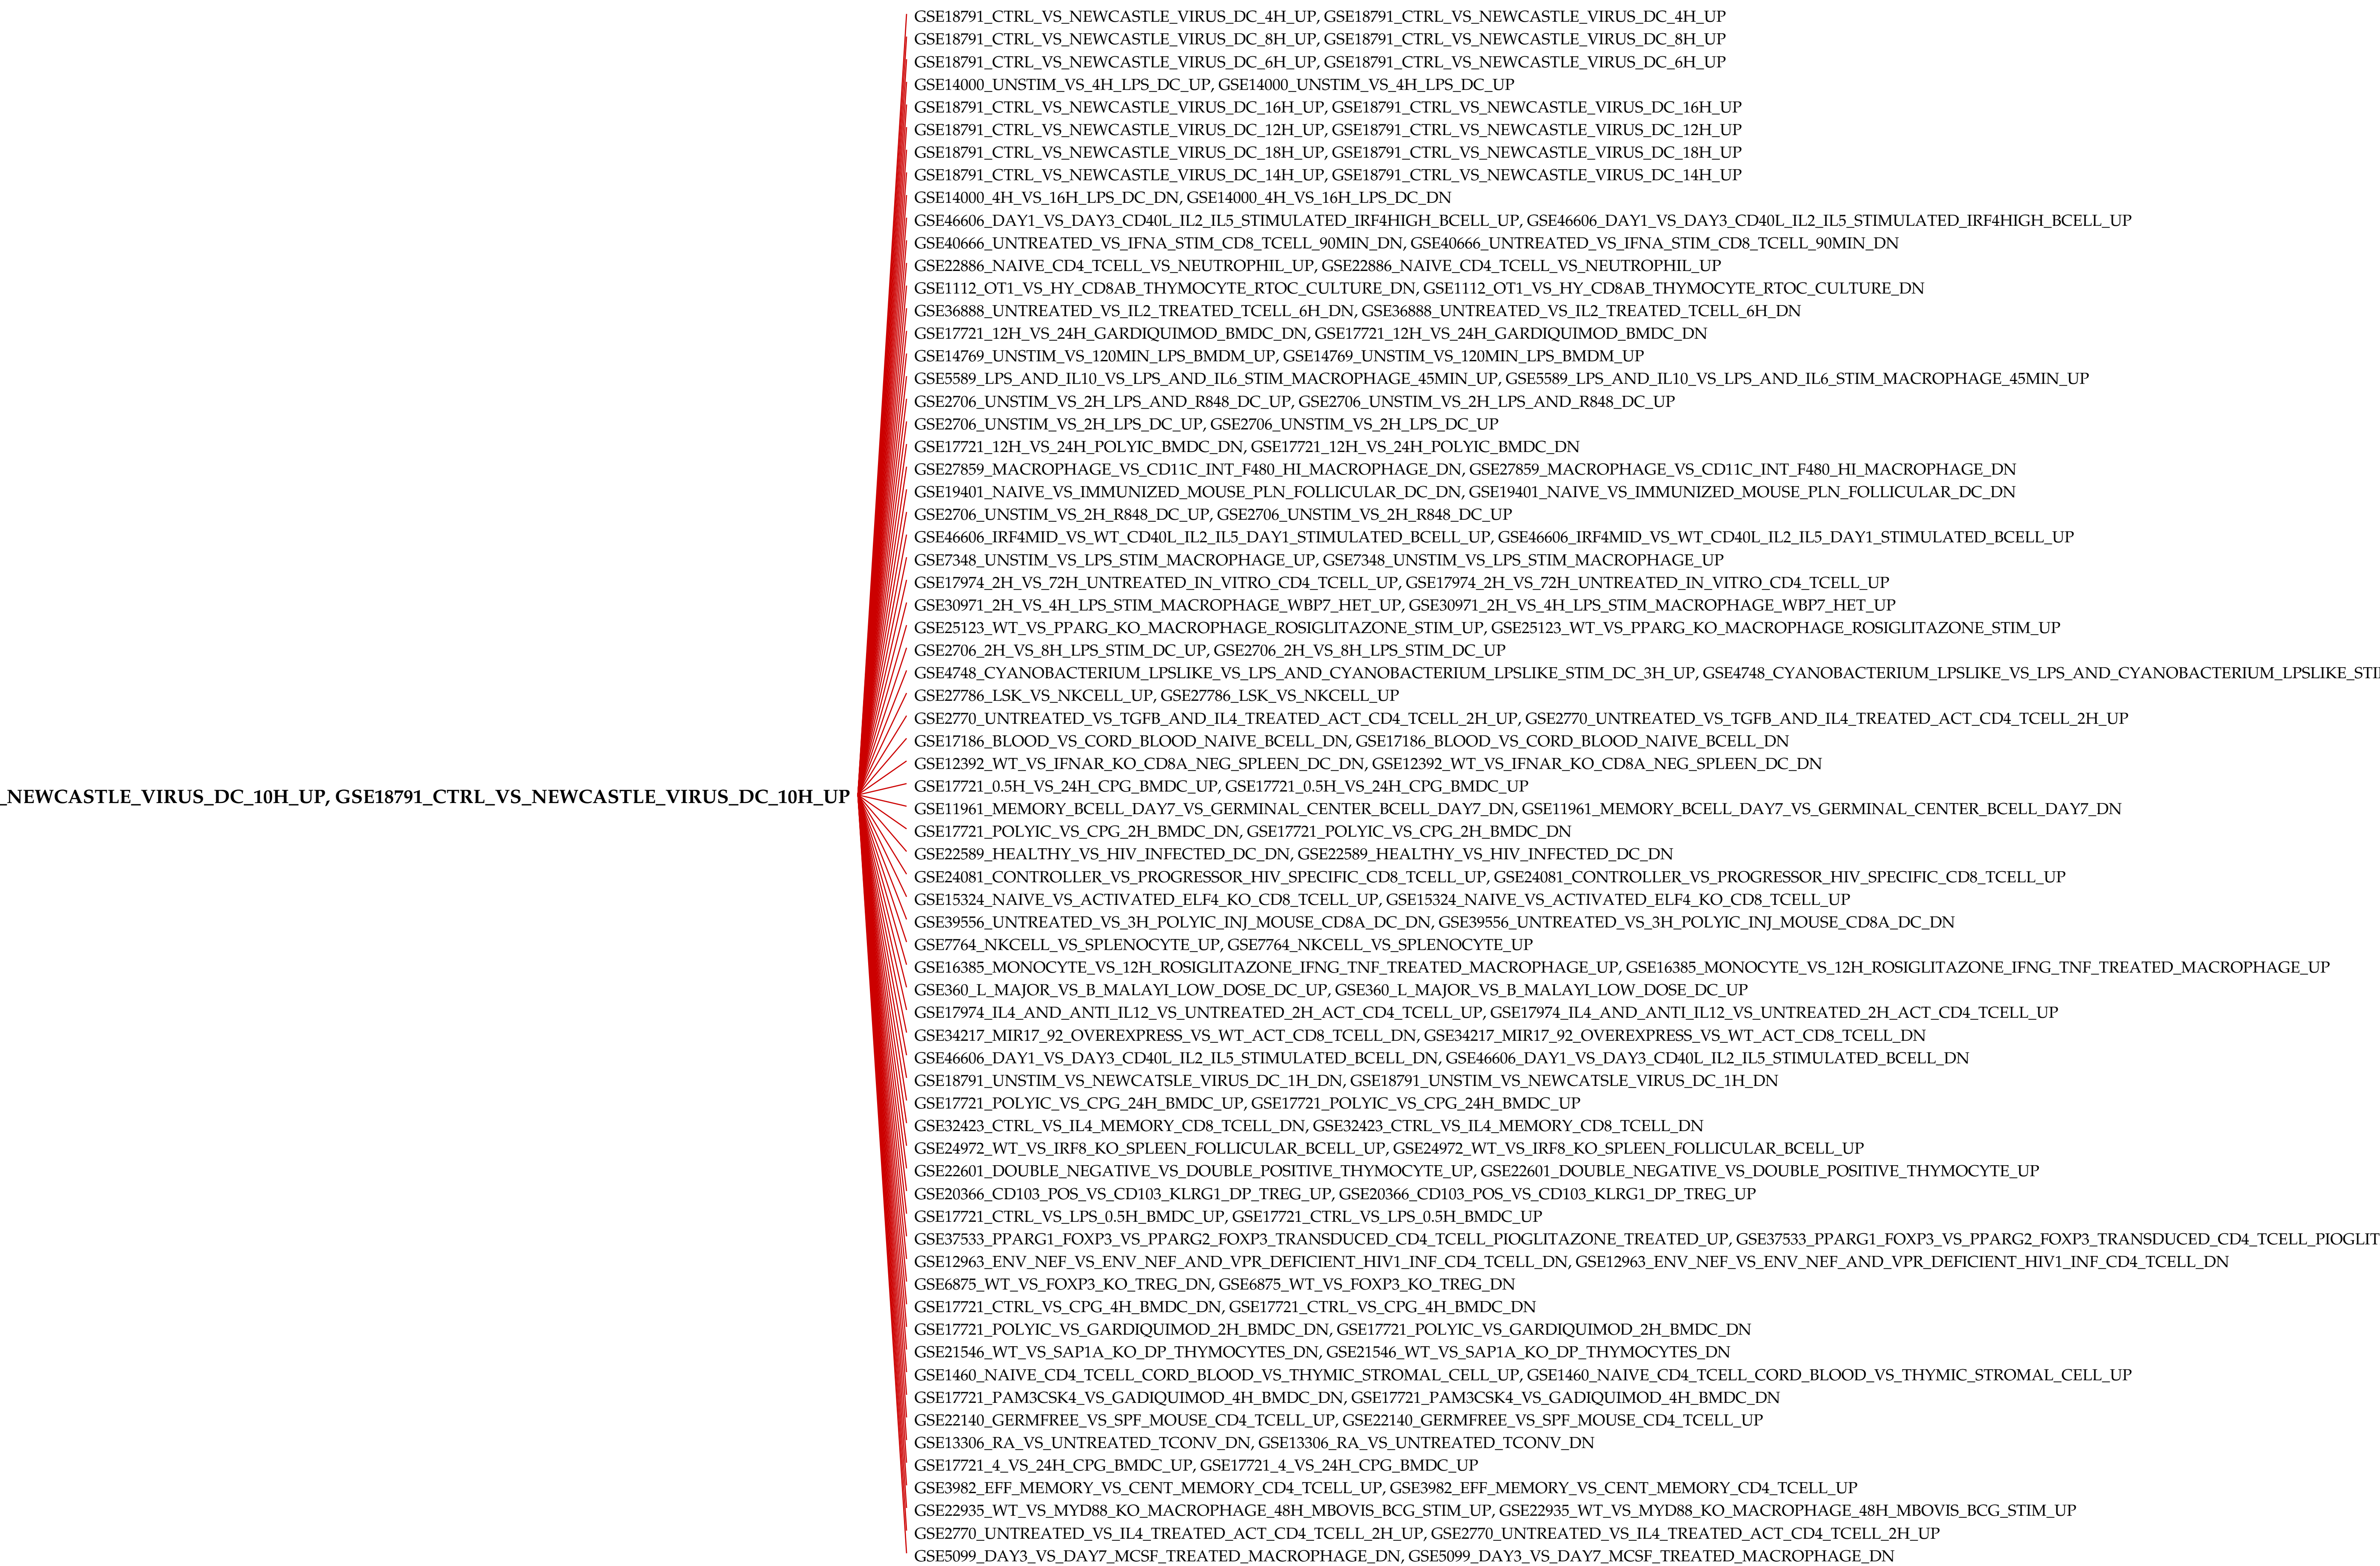 GSE18791_CTRL_VS_NEWCASTLE_VIRUS_DC_4H_UP, GSE18791_CTRL_VS_NEWCASTLE_VIRUS_DC_4H_UP
GSE18791_CTRL_VS_NEWCASTLE_VIRUS_DC_8H_UP, GSE18791_CTRL_VS_NEWCASTLE_VIRUS_DC_8H_UP
GSE18791_CTRL_VS_NEWCASTLE_VIRUS_DC_6H_UP, GSE18791_CTRL_VS_NEWCASTLE_VIRUS_DC_6H_UP
GSE14000_UNSTIM_VS_4H_LPS_DC_UP, GSE14000_UNSTIM_VS_4H_LPS_DC_UP
GSE18791_CTRL_VS_NEWCASTLE_VIRUS_DC_16H_UP, GSE18791_CTRL_VS_NEWCASTLE_VIRUS_DC_16H_UP
GSE18791_CTRL_VS_NEWCASTLE_VIRUS_DC_12H_UP, GSE18791_CTRL_VS_NEWCASTLE_VIRUS_DC_12H_UP
GSE18791_CTRL_VS_NEWCASTLE_VIRUS_DC_18H_UP, GSE18791_CTRL_VS_NEWCASTLE_VIRUS_DC_18H_UP
GSE18791_CTRL_VS_NEWCASTLE_VIRUS_DC_14H_UP, GSE18791_CTRL_VS_NEWCASTLE_VIRUS_DC_14H_UP
GSE14000_4H_VS_16H_LPS_DC_DN, GSE14000_4H_VS_16H_LPS_DC_DN
GSE46606_DAY1_VS_DAY3_CD40L_IL2_IL5_STIMULATED_IRF4HIGH_BCELL_UP, GSE46606_DAY1_VS_DAY3_CD40L_IL2_IL5_STIMULATED_IRF4HIGH_BCELL_UP
GSE40666_UNTREATED_VS_IFNA_STIM_CD8_TCELL_90MIN_DN, GSE40666_UNTREATED_VS_IFNA_STIM_CD8_TCELL_90MIN_DN
GSE22886_NAIVE_CD4_TCELL_VS_NEUTROPHIL_UP, GSE22886_NAIVE_CD4_TCELL_VS_NEUTROPHIL_UP
GSE1112_OT1_VS_HY_CD8AB_THYMOCYTE_RTOC_CULTURE_DN, GSE1112_OT1_VS_HY_CD8AB_THYMOCYTE_RTOC_CULTURE_DN
GSE36888_UNTREATED_VS_IL2_TREATED_TCELL_6H_DN, GSE36888_UNTREATED_VS_IL2_TREATED_TCELL_6H_DN
GSE17721_12H_VS_24H_GARDIQUIMOD_BMDC_DN, GSE17721_12H_VS_24H_GARDIQUIMOD_BMDC_DN
GSE14769_UNSTIM_VS_120MIN_LPS_BMDM_UP, GSE14769_UNSTIM_VS_120MIN_LPS_BMDM_UP
GSE5589_LPS_AND_IL10_VS_LPS_AND_IL6_STIM_MACROPHAGE_45MIN_UP, GSE5589_LPS_AND_IL10_VS_LPS_AND_IL6_STIM_MACROPHAGE_45MIN_UP
GSE2706_UNSTIM_VS_2H_LPS_AND_R848_DC_UP, GSE2706_UNSTIM_VS_2H_LPS_AND_R848_DC_UP
GSE2706_UNSTIM_VS_2H_LPS_DC_UP, GSE2706_UNSTIM_VS_2H_LPS_DC_UP
GSE17721_12H_VS_24H_POLYIC_BMDC_DN, GSE17721_12H_VS_24H_POLYIC_BMDC_DN
GSE27859_MACROPHAGE_VS_CD11C_INT_F480_HI_MACROPHAGE_DN, GSE27859_MACROPHAGE_VS_CD11C_INT_F480_HI_MACROPHAGE_DN
GSE19401_NAIVE_VS_IMMUNIZED_MOUSE_PLN_FOLLICULAR_DC_DN, GSE19401_NAIVE_VS_IMMUNIZED_MOUSE_PLN_FOLLICULAR_DC_DN
GSE2706_UNSTIM_VS_2H_R848_DC_UP, GSE2706_UNSTIM_VS_2H_R848_DC_UP
GSE46606_IRF4MID_VS_WT_CD40L_IL2_IL5_DAY1_STIMULATED_BCELL_UP, GSE46606_IRF4MID_VS_WT_CD40L_IL2_IL5_DAY1_STIMULATED_BCELL_UP
GSE7348_UNSTIM_VS_LPS_STIM_MACROPHAGE_UP, GSE7348_UNSTIM_VS_LPS_STIM_MACROPHAGE_UP
GSE17974_2H_VS_72H_UNTREATED_IN_VITRO_CD4_TCELL_UP, GSE17974_2H_VS_72H_UNTREATED_IN_VITRO_CD4_TCELL_UP
GSE30971_2H_VS_4H_LPS_STIM_MACROPHAGE_WBP7_HET_UP, GSE30971_2H_VS_4H_LPS_STIM_MACROPHAGE_WBP7_HET_UP
GSE25123_WT_VS_PPARG_KO_MACROPHAGE_ROSIGLITAZONE_STIM_UP, GSE25123_WT_VS_PPARG_KO_MACROPHAGE_ROSIGLITAZONE_STIM_UP
GSE2706_2H_VS_8H_LPS_STIM_DC_UP, GSE2706_2H_VS_8H_LPS_STIM_DC_UP
GSE4748_CYANOBACTERIUM_LPSLIKE_VS_LPS_AND_CYANOBACTERIUM_LPSLIKE_STIM_DC_3H_UP, GSE4748_CYANOBACTERIUM_LPSLIKE_VS_LPS_AND_CYANOBACTERIUM_LPSLIKE_STI
GSE27786_LSK_VS_NKCELL_UP, GSE27786_LSK_VS_NKCELL_UP
GSE2770_UNTREATED_VS_TGFB_AND_IL4_TREATED_ACT_CD4_TCELL_2H_UP, GSE2770_UNTREATED_VS_TGFB_AND_IL4_TREATED_ACT_CD4_TCELL_2H_UP
GSE17186_BLOOD_VS_CORD_BLOOD_NAIVE_BCELL_DN, GSE17186_BLOOD_VS_CORD_BLOOD_NAIVE_BCELL_DN
GSE12392_WT_VS_IFNAR_KO_CD8A_NEG_SPLEEN_DC_DN, GSE12392_WT_VS_IFNAR_KO_CD8A_NEG_SPLEEN_DC_DN
GSE17721_0.5H_VS_24H_CPG_BMDC_UP, GSE17721_0.5H_VS_24H_CPG_BMDC_UP
_NEWCASTLE_VIRUS_DC_10H_UP, GSE18791_CTRL_VS_NEWCASTLE_VIRUS_DC_10H_UP
GSE11961_MEMORY_BCELL_DAY7_VS_GERMINAL_CENTER_BCELL_DAY7_DN, GSE11961_MEMORY_BCELL_DAY7_VS_GERMINAL_CENTER_BCELL_DAY7_DN
GSE17721_POLYIC_VS_CPG_2H_BMDC_DN, GSE17721_POLYIC_VS_CPG_2H_BMDC_DN
GSE22589_HEALTHY_VS_HIV_INFECTED_DC_DN, GSE22589_HEALTHY_VS_HIV_INFECTED_DC_DN
GSE24081_CONTROLLER_VS_PROGRESSOR_HIV_SPECIFIC_CD8_TCELL_UP, GSE24081_CONTROLLER_VS_PROGRESSOR_HIV_SPECIFIC_CD8_TCELL_UP
GSE15324_NAIVE_VS_ACTIVATED_ELF4_KO_CD8_TCELL_UP, GSE15324_NAIVE_VS_ACTIVATED_ELF4_KO_CD8_TCELL_UP
GSE39556_UNTREATED_VS_3H_POLYIC_INJ_MOUSE_CD8A_DC_DN, GSE39556_UNTREATED_VS_3H_POLYIC_INJ_MOUSE_CD8A_DC_DN
GSE7764_NKCELL_VS_SPLENOCYTE_UP, GSE7764_NKCELL_VS_SPLENOCYTE_UP
GSE16385_MONOCYTE_VS_12H_ROSIGLITAZONE_IFNG_TNF_TREATED_MACROPHAGE_UP, GSE16385_MONOCYTE_VS_12H_ROSIGLITAZONE_IFNG_TNF_TREATED_MACROPHAGE_UP
GSE360_L_MAJOR_VS_B_MALAYI_LOW_DOSE_DC_UP, GSE360_L_MAJOR_VS_B_MALAYI_LOW_DOSE_DC_UP
GSE17974_IL4_AND_ANTI_IL12_VS_UNTREATED_2H_ACT_CD4_TCELL_UP, GSE17974_IL4_AND_ANTI_IL12_VS_UNTREATED_2H_ACT_CD4_TCELL_UP
GSE34217_MIR17_92_OVEREXPRESS_VS_WT_ACT_CD8_TCELL_DN, GSE34217_MIR17_92_OVEREXPRESS_VS_WT_ACT_CD8_TCELL_DN
GSE46606_DAY1_VS_DAY3_CD40L_IL2_IL5_STIMULATED_BCELL_DN, GSE46606_DAY1_VS_DAY3_CD40L_IL2_IL5_STIMULATED_BCELL_DN
GSE18791_UNSTIM_VS_NEWCATSLE_VIRUS_DC_1H_DN, GSE18791_UNSTIM_VS_NEWCATSLE_VIRUS_DC_1H_DN
GSE17721_POLYIC_VS_CPG_24H_BMDC_UP, GSE17721_POLYIC_VS_CPG_24H_BMDC_UP
GSE32423_CTRL_VS_IL4_MEMORY_CD8_TCELL_DN, GSE32423_CTRL_VS_IL4_MEMORY_CD8_TCELL_DN
GSE24972_WT_VS_IRF8_KO_SPLEEN_FOLLICULAR_BCELL_UP, GSE24972_WT_VS_IRF8_KO_SPLEEN_FOLLICULAR_BCELL_UP
GSE22601_DOUBLE_NEGATIVE_VS_DOUBLE_POSITIVE_THYMOCYTE_UP, GSE22601_DOUBLE_NEGATIVE_VS_DOUBLE_POSITIVE_THYMOCYTE_UP
GSE20366_CD103_POS_VS_CD103_KLRG1_DP_TREG_UP, GSE20366_CD103_POS_VS_CD103_KLRG1_DP_TREG_UP
GSE17721_CTRL_VS_LPS_0.5H_BMDC_UP, GSE17721_CTRL_VS_LPS_0.5H_BMDC_UP
GSE37533_PPARG1_FOXP3_VS_PPARG2_FOXP3_TRANSDUCED_CD4_TCELL_PIOGLITAZONE_TREATED_UP, GSE37533_PPARG1_FOXP3_VS_PPARG2_FOXP3_TRANSDUCED_CD4_TCELL_PIOGLIT
GSE12963_ENV_NEF_VS_ENV_NEF_AND_VPR_DEFICIENT_HIV1_INF_CD4_TCELL_DN, GSE12963_ENV_NEF_VS_ENV_NEF_AND_VPR_DEFICIENT_HIV1_INF_CD4_TCELL_DN
GSE6875_WT_VS_FOXP3_KO_TREG_DN, GSE6875_WT_VS_FOXP3_KO_TREG_DN
GSE17721_CTRL_VS_CPG_4H_BMDC_DN, GSE17721_CTRL_VS_CPG_4H_BMDC_DN
GSE17721_POLYIC_VS_GARDIQUIMOD_2H_BMDC_DN, GSE17721_POLYIC_VS_GARDIQUIMOD_2H_BMDC_DN
GSE21546_WT_VS_SAP1A_KO_DP_THYMOCYTES_DN, GSE21546_WT_VS_SAP1A_KO_DP_THYMOCYTES_DN
GSE1460_NAIVE_CD4_TCELL_CORD_BLOOD_VS_THYMIC_STROMAL_CELL_UP, GSE1460_NAIVE_CD4_TCELL_CORD_BLOOD_VS_THYMIC_STROMAL_CELL_UP
GSE17721_PAM3CSK4_VS_GADIQUIMOD_4H_BMDC_DN, GSE17721_PAM3CSK4_VS_GADIQUIMOD_4H_BMDC_DN
GSE22140_GERMFREE_VS_SPF_MOUSE_CD4_TCELL_UP, GSE22140_GERMFREE_VS_SPF_MOUSE_CD4_TCELL_UP
GSE13306_RA_VS_UNTREATED_TCONV_DN, GSE13306_RA_VS_UNTREATED_TCONV_DN
GSE17721_4_VS_24H_CPG_BMDC_UP, GSE17721_4_VS_24H_CPG_BMDC_UP
GSE3982_EFF_MEMORY_VS_CENT_MEMORY_CD4_TCELL_UP, GSE3982_EFF_MEMORY_VS_CENT_MEMORY_CD4_TCELL_UP
GSE22935_WT_VS_MYD88_KO_MACROPHAGE_48H_MBOVIS_BCG_STIM_UP, GSE22935_WT_VS_MYD88_KO_MACROPHAGE_48H_MBOVIS_BCG_STIM_UP
GSE2770_UNTREATED_VS_IL4_TREATED_ACT_CD4_TCELL_2H_UP, GSE2770_UNTREATED_VS_IL4_TREATED_ACT_CD4_TCELL_2H_UP
GSE5099_DAY3_VS_DAY7_MCSF_TREATED_MACROPHAGE_DN, GSE5099_DAY3_VS_DAY7_MCSF_TREATED_MACROPHAGE_DN